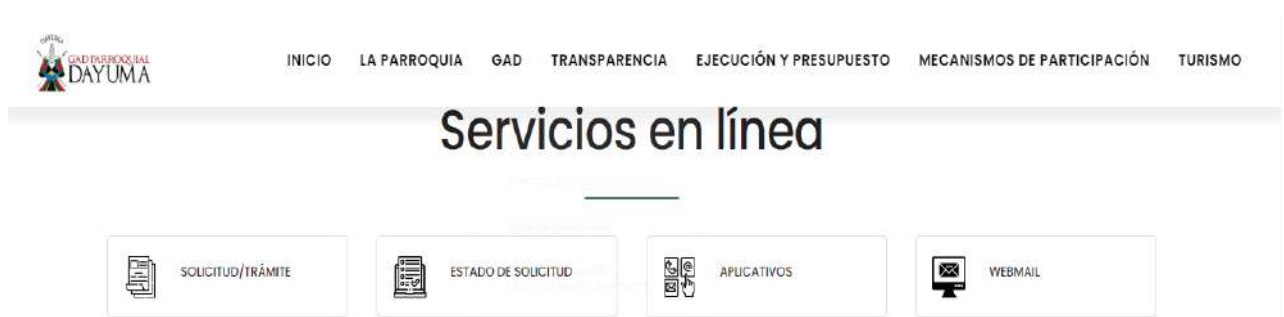 DAYUMA
GAD PARROQUIAL
DAYUMA
INICIO LA PARROQUIA GAD TRANSPARENCIA EJECUCIÓN Y PRESUPUESTO MECANISMOS DE PARTICIPACIÓN TURISMO
Servicios en línea
SOLICITUD/TRÁMITE ESTADO DE SOLICITUD APLICATIVOS WEBMAIL